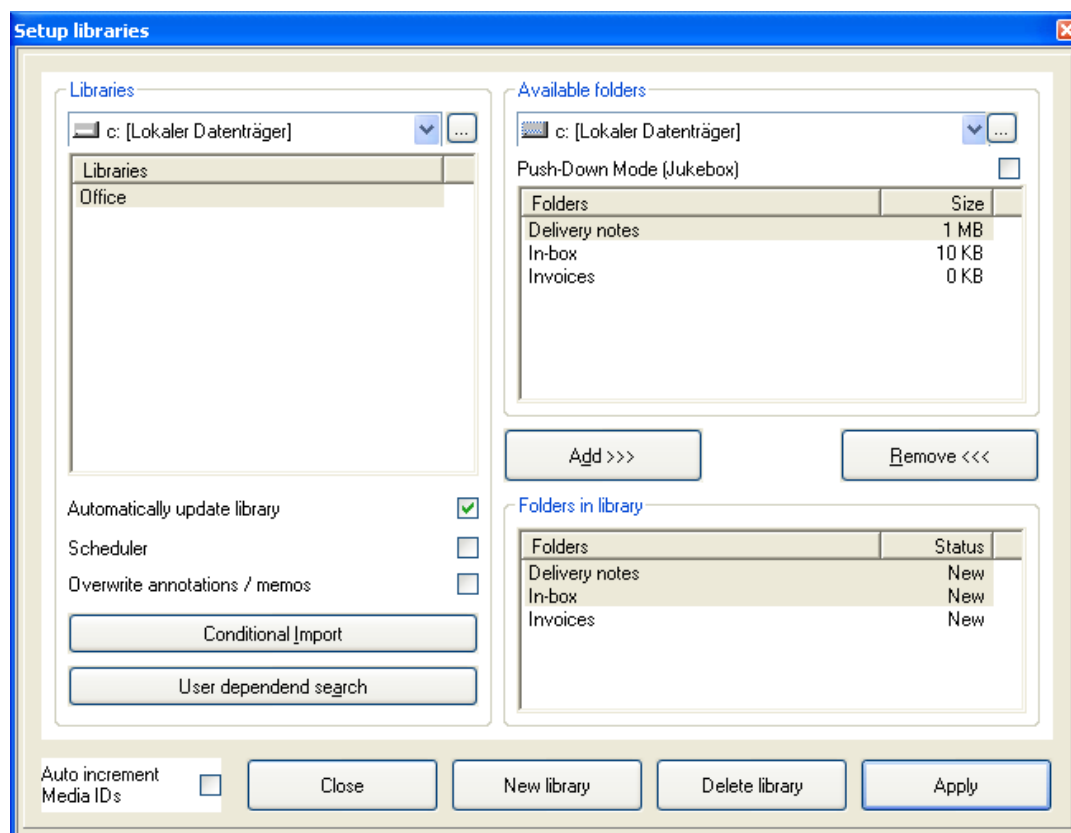 Setup libraries
Libraries
c: [Lokaler Datenträger]
...
Libraries
Office
Automatically update library
Scheduler
Overwrite annotations / memos
Conditional Import
User dependend search
Available folders
c: [Lokaler Datenträger]
...
Push-Down Mode (Jukebox)
Folders Size
Delivery notes 1 MB
In-box 10 KB
Invoices 0 KB
Add >>>
Remove <<<
Folders in library
Folders Status
Delivery notes New
In-box New
Invoices New
Auto increment
Media IDs
Close
New library
Delete library
Apply